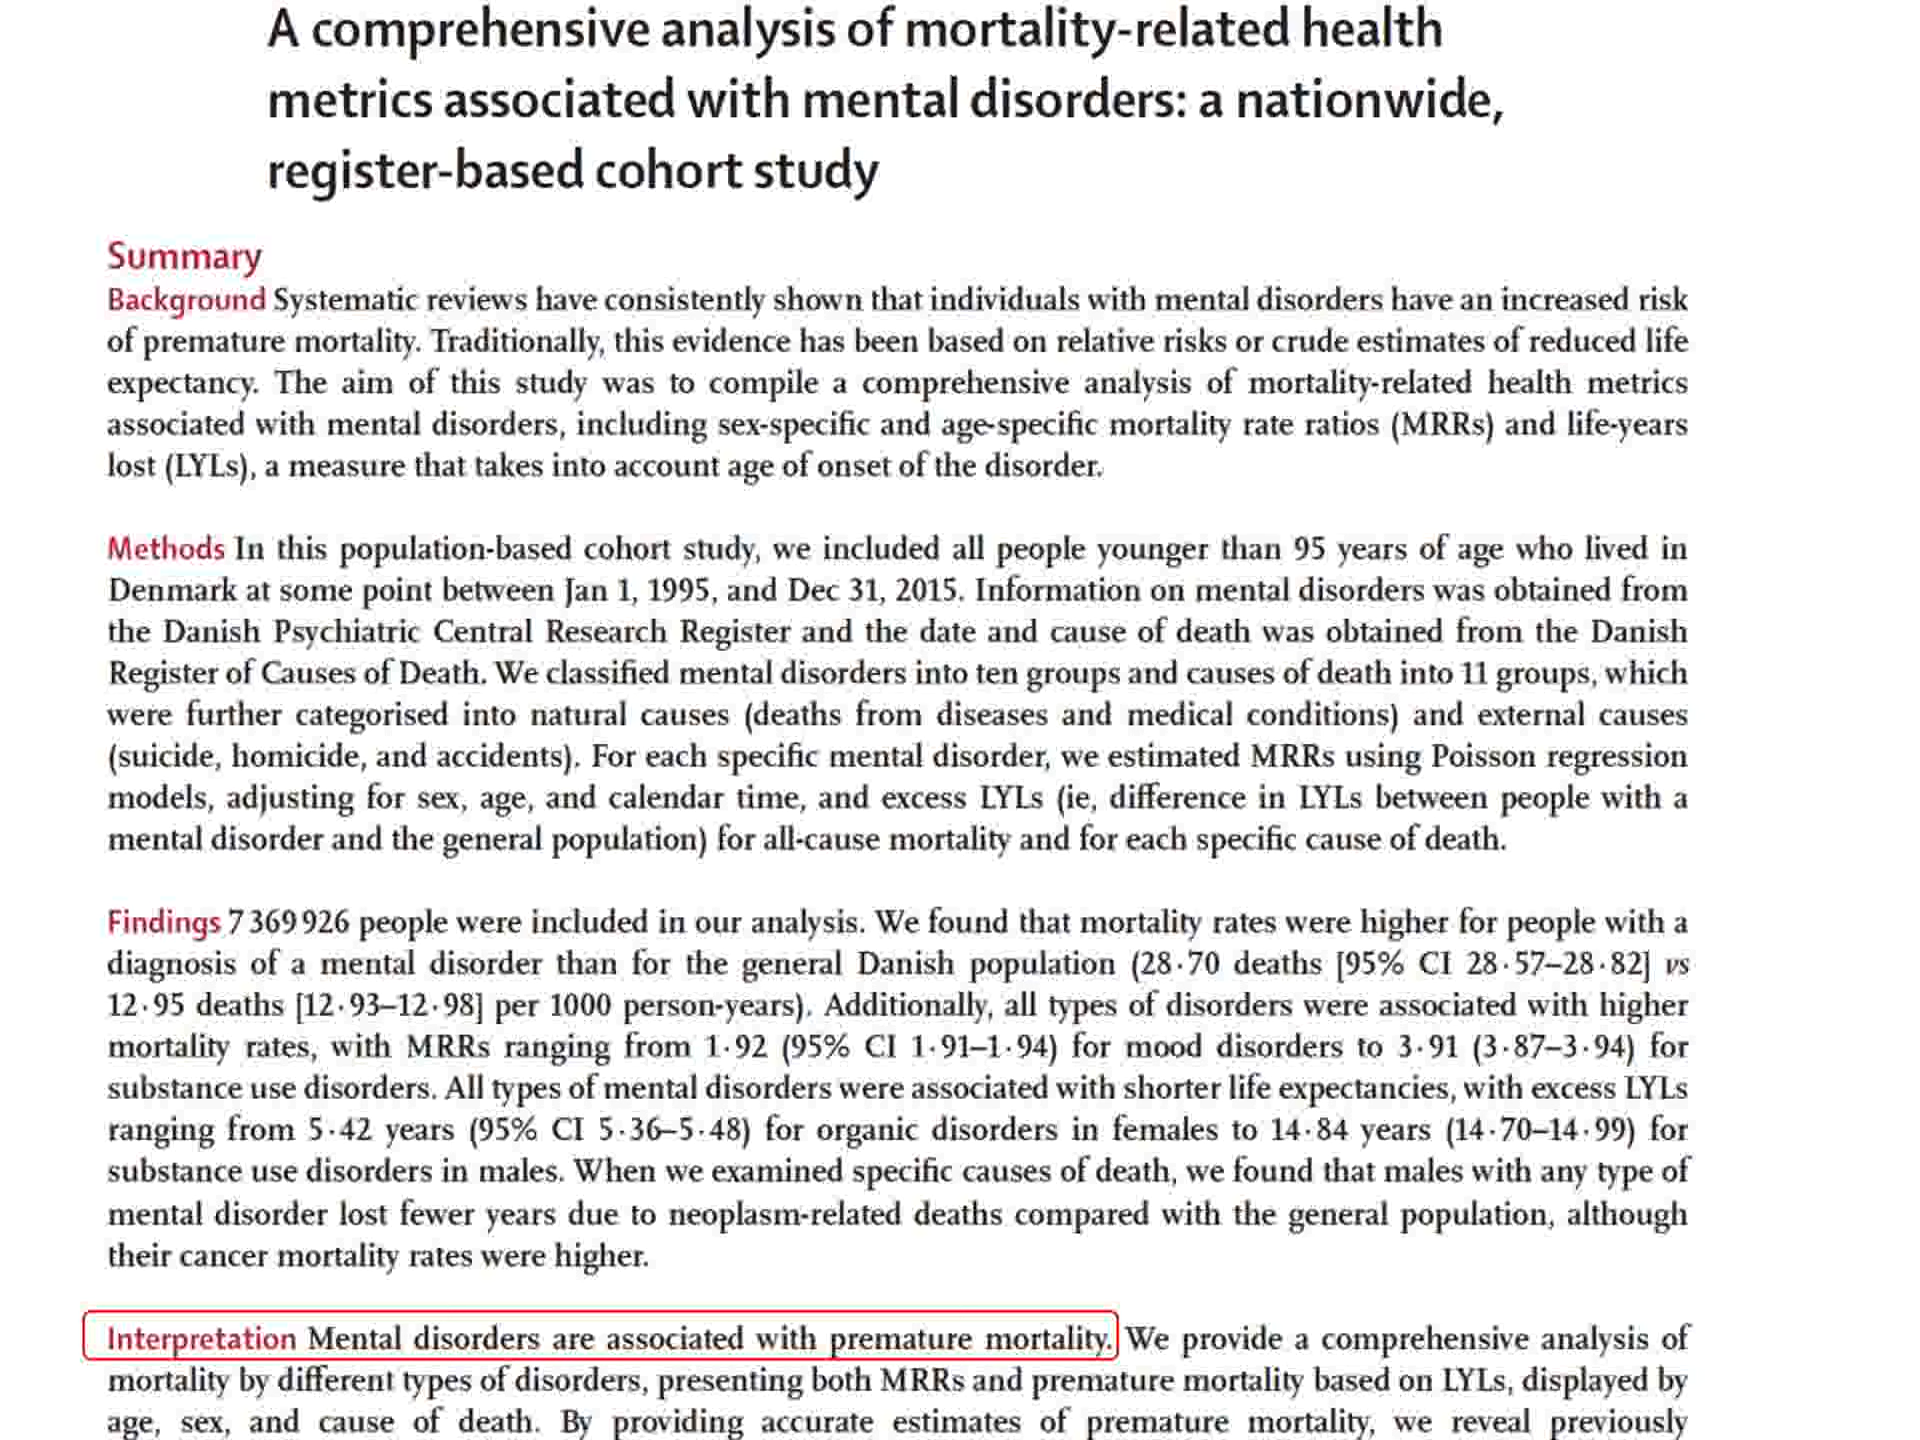 A comprehensive analysis of mortality-related health
metrics associated with mental disorders: a nationwide,
register-based cohort study
Summary
Background Systematic reviews have consistently shown that individuals with mental disorders have an increased risk
of premature mortality. Traditionally, this evidence has been based on relative risks or crude estimates of reduced life
expectancy. The aim of this study was to compile a comprehensive analysis of mortality-related health metrics
associated with mental disorders, including sex-specific and age-specific mortality rate ratios (MRRs) and life-years
lost (LYLs), a measure that takes into account age of onset of the disorder.
Methods In this population-based cohort study, we included all people younger than 95 years of age who lived in
Denmark at some point between Jan 1, 1995, and Dec 31, 2015. Information on mental disorders was obtained from
the Danish Psychiatric Central Research Register and the date and cause of death was obtained from the Danish
Register of Causes of Death. We classified mental disorders into ten groups and causes of death into 11 groups, which
were further categorised into natural causes (deaths from diseases and medical conditions) and external causes
(suicide, homicide, and accidents). For each specific mental disorder, we estimated MRRs using Poisson regression
models, adjusting for sex, age, and calendar time, and excess LYLs (ie, difference in LYLs between people with a
mental disorder and the general population) for all-cause mortality and for each specific cause of death.
Findings 7 369 926 people were included in our analysis. We found that mortality rates were higher for people with a
diagnosis of a mental disorder than for the general Danish population (28·70 deaths [95% CI 28·57–28·82] vs
12·95 deaths [12·93–12·98] per 1000 person-years). Additionally, all types of disorders were associated with higher
mortality rates, with MRRs ranging from 1·92 (95% CI 1·91–1·94) for mood disorders to 3·91 (3·87–3·94) for
substance use disorders. All types of mental disorders were associated with shorter life expectancies, with excess LYLs
ranging from 5·42 years (95% CI 5·36–5·48) for organic disorders in females to 14·84 years (14·70–14·99) for
substance use disorders in males. When we examined specific causes of death, we found that males with any type of
mental disorder lost fewer years due to neoplasm-related deaths compared with the general population, although
their cancer mortality rates were higher.
Interpretation Mental disorders are associated with premature mortality. We provide a comprehensive analysis of
mortality by different types of disorders, presenting both MRRs and premature mortality based on LYLs, displayed by
age, sex, and cause of death. By providing accurate estimates of premature mortality, we reveal previously